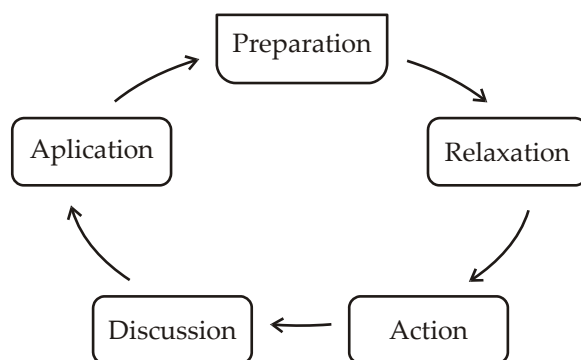 Preparation
Relaxation
Action
Discussion
Aplication